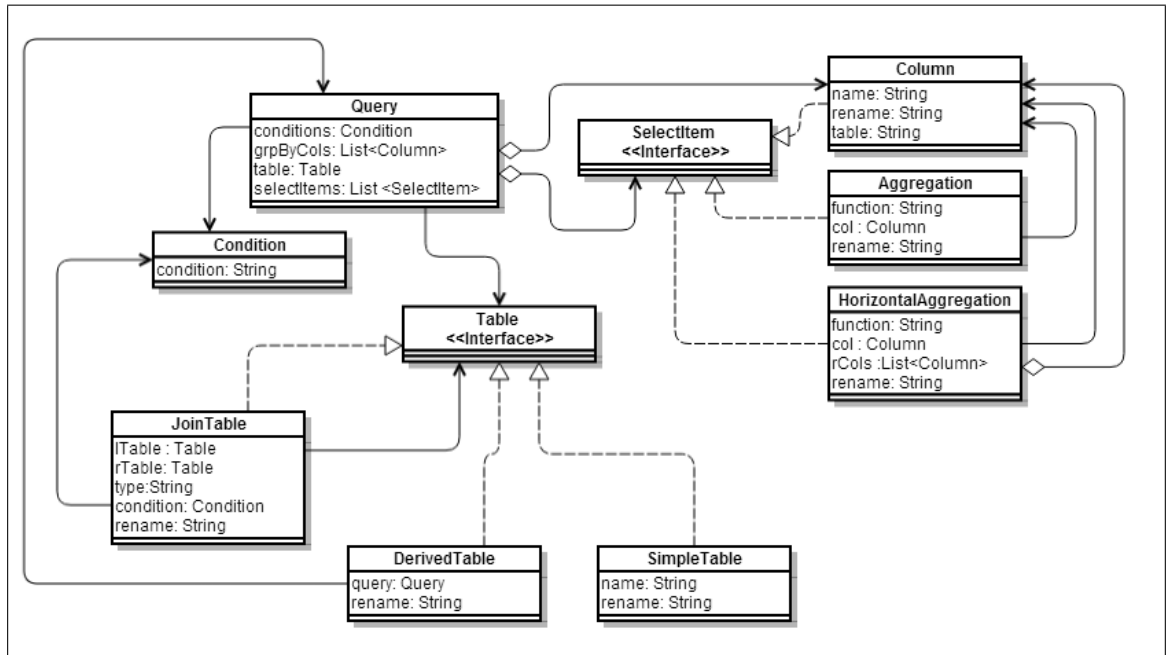 Query
conditions: Condition
grpByCols: List<Column>
table: Table
selectItems: List <SelectItem>
SelectItem
<<Interface>>
Column
name: String
rename: String
table: String
Aggregation
function: String
col : Column
rename: String
Condition
condition: String
HorizontalAggregation
function: String
col : Column
rCols :List<Column>
rename: String
Table
<<Interface>>
JoinTable
lTable : Table
rTable: Table
type:String
condition: Condition
rename: String
DerivedTable
query: Query
rename: String
SimpleTable
name: String
rename: String